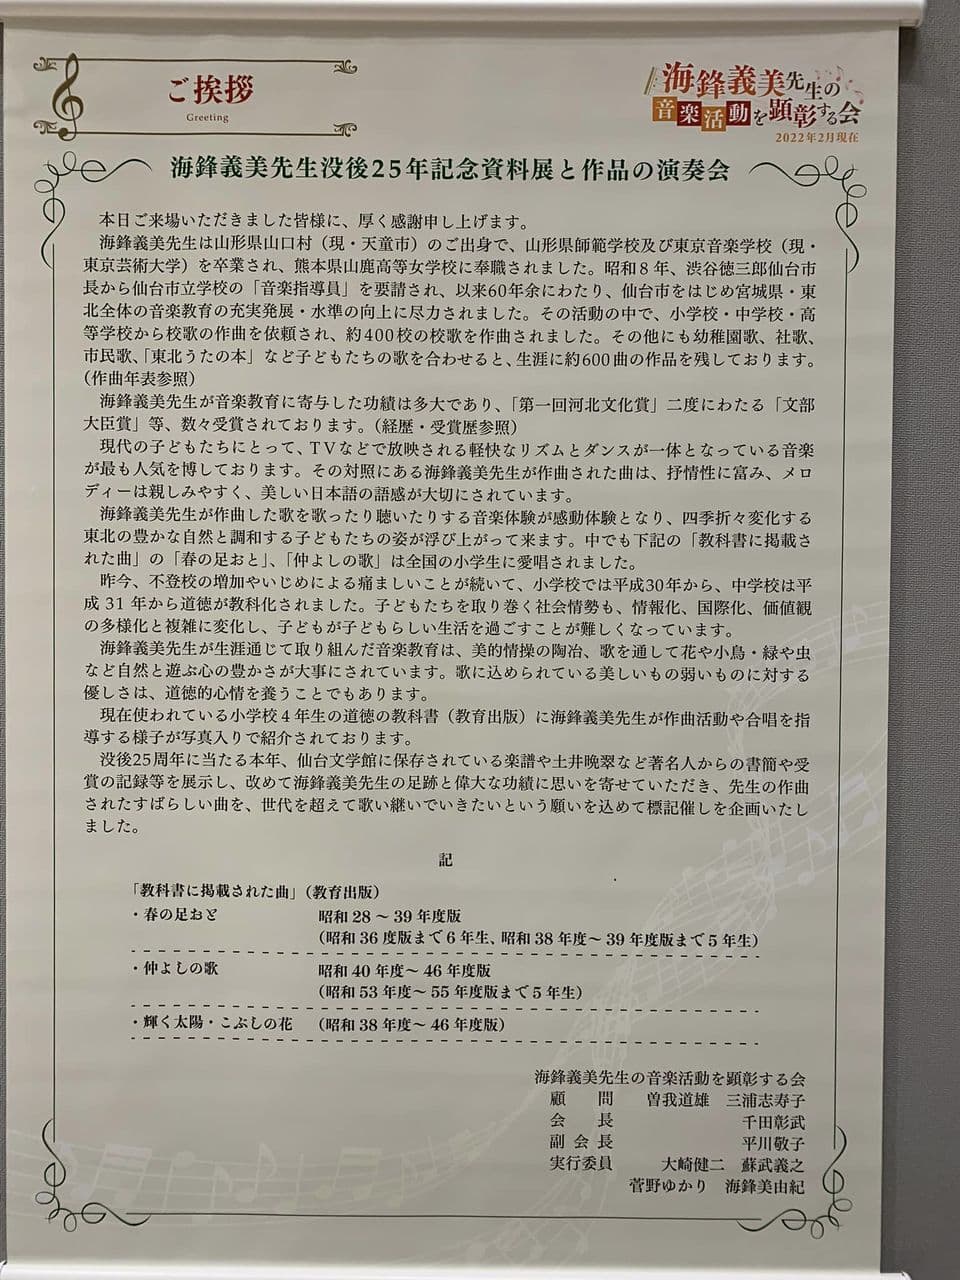 ご挨拶
Greeting
海鋒義美先生の
音楽活動を顕彰する会
2022年2月現在
海鋒義美先生没後25年記念資料展と作品の演奏会
本日ご来場いただきました皆様に、厚く感謝申し上げます。
海鋒義美先生は山形県山口村（現・天童市）のご出身で、山形県師範学校及び東京音楽学校（現・
東京芸術大学）を卒業され、熊本県山鹿高等女学校に奉職されました。昭和８年、渋谷徳三郎仙台市
長から仙台市立学校の「音楽指導員」を要請され、以来60年余にわたり、仙台市をはじめ宮城県・東
北全体の音楽教育の充実発展・水準の向上に尽力されました。その活動の中で、小学校・中学校・高
等学校から校歌の作曲を依頼され、約400校の校歌を作曲されました。その他にも幼稚園歌、社歌、
市民歌、「東北うたの本」など子どもたちの歌を合わせると、生涯に約600曲の作品を残しております。
（作曲年表参照）
海鋒義美先生が音楽教育に寄与した功績は多大であり、「第一回河北文化賞」二度にわたる「文部
大臣賞」等、数々受賞されております。（経歴・受賞歴参照）
現代の子どもたちにとって、ＴＶなどで放映される軽快なリズムとダンスが一体となっている音楽
が最も人気を博しております。その対照にある海鋒義美先生が作曲された曲は、抒情性に富み、メロ
ディーは親しみやすく、美しい日本語の語感が大切にされています。
海鋒義美先生が作曲した歌を歌ったり聴いたりする音楽体験が感動体験となり、四季折々変化する
東北の豊かな自然と調和する子どもたちの姿が浮び上がって来ます。中でも下記の「教科書に掲載さ
れた曲」の「春の足おと」、「仲よしの歌」は全国の小学生に愛唱されました。
昨今、不登校の増加やいじめによる痛ましいことが続いて、小学校では平成30年から、中学校は平
成 31 年から道徳が教科化されました。子どもたちを取り巻く社会情勢も、情報化、国際化、価値観
の多様化と複雑に変化し、子どもが子どもらしい生活を過ごすことが難しくなっています。
海鋒義美先生が生涯通じて取り組んだ音楽教育は、美的情操の陶冶、歌を通して花や小鳥・緑や虫
など自然と遊ぶ心の豊かさが大事にされています。歌に込められている美しいもの弱いものに対する
優しさは、道徳的心情を養うことでもあります。
現在使われている小学校４年生の道徳の教科書（教育出版）に海鋒義美先生が作曲活動や合唱を指
導する様子が写真入りで紹介されております。
没後25周年に当たる本年、仙台文学館に保存されている楽譜や土井晩翠など著名人からの書簡や受
賞の記録等を展示し、改めて海鋒義美先生の足跡と偉大な功績に思いを寄せていただき、先生の作曲
されたすばらしい曲を、世代を超えて歌い継いでいきたいという願いを込めて標記催しを企画いたし
ました。
記
「教科書に掲載された曲」（教育出版）
・春の足おと 昭和 28 〜 39 年度版
（昭和 36 度版まで６年生、昭和 38 年度〜 39 年度版まで５年生）
・仲よしの歌 昭和 40 年度〜 46 年度版
（昭和 53 年度〜 55 年度版まで５年生）
・輝く太陽・こぶしの花 （昭和 38 年度〜 46 年度版）
海鋒義美先生の音楽活動を顕彰する会
顧問 曽我道雄 三浦志寿子
会長 千田彰武
副会長 平川敬子
実行委員 大崎健二 蘇武義之
菅野ゆかり 海鋒美由紀